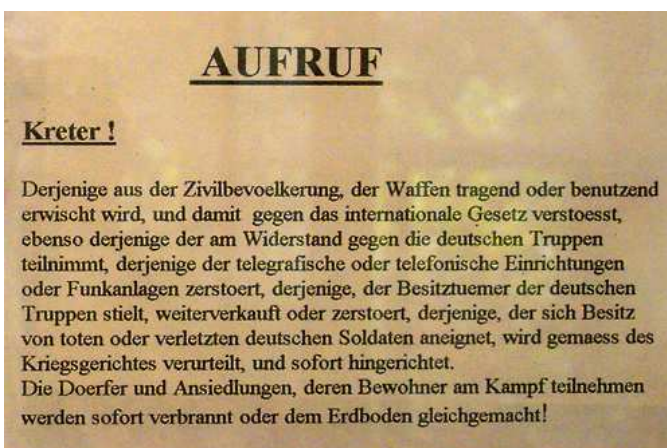 AUFRUF
Kreter !
Derjenige aus der Zivilbevoelkerung, der Waffen tragend oder benutzend
erwischt wird, und damit gegen das internationale Gesetz verstoesst,
ebenso derjenige der am Widerstand gegen die deutschen Truppen
teilnimmt, derjenige der telegrafische oder telefonische Einrichtungen
oder Funkanlagen zerstoert, derjenige, der Besitztuemer der deutschen
Truppen stielt, weiterverkauft oder zerstoert, derjenige, der sich Besitz
von toten oder verletzten deutschen Soldaten aneignet, wird gemaess des
Kriegsgerichtes verurteilt, und sofort hingerichtet.
Die Doerfer und Ansiedlungen, deren Bewohner am Kampf teilnehmen
werden sofort verbrannt oder dem Erdboden gleichgemacht!